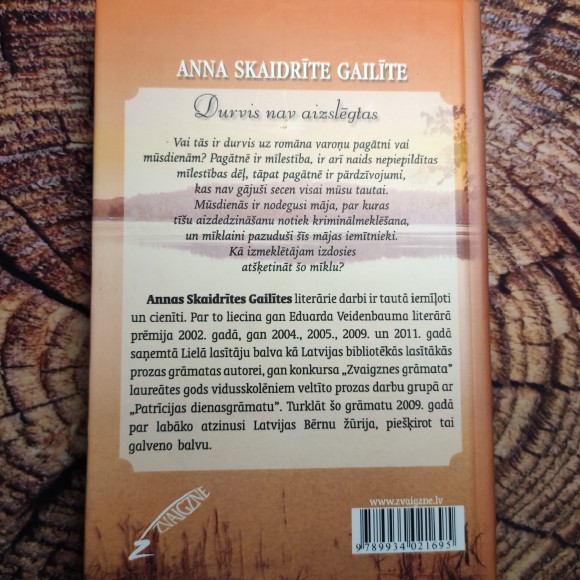 ANNA SKAIDRĪTE GAILĪTE
Durvis nav aizslēgtas
Vai tās ir durvis uz romāna varoņu pagātni vai
mūsdienām? Pagātnē ir mīlestība, ir arī naids nepiepildītas
mīlestības dēļ, tāpat pagātnē ir pārdzīvojumi,
kas nav gājuši secen visai mūsu tautai.
Mūsdienās ir nodegusi māja, par kuras
tīšu aizdedzināšanu notiek kriminālmeklēšana,
un mīklaini pazuduši šīs mājas iemītnieki.
Kā izmeklētājam izdosies
atšķetināt šo mīklu?
Annas Skaidrītes Gailītes literārie darbi ir tautā iemīļoti
un cienīti. Par to liecina gan Eduarda Veidenbauma literārā
prēmija 2002. gadā, gan 2004., 2005., 2009. un 2011. gadā
saņemtā Lielā lasītāju balva kā Latvijas bibliotēkās lasītākās
prozas grāmatas autorei, gan konkursa „Zvaigznes grāmata"
laureātes gods vidusskolēniem veltīto prozas darbu grupā ar
„Patrīcijas dienasgrāmatu". Turklāt šo grāmatu 2009. gadā
par labāko atzinusi Latvijas Bērnu žūrija, piešķirot tai
galveno balvu.
ZVAIGZNE
www.zvaigzne.lv
9 789934 021695